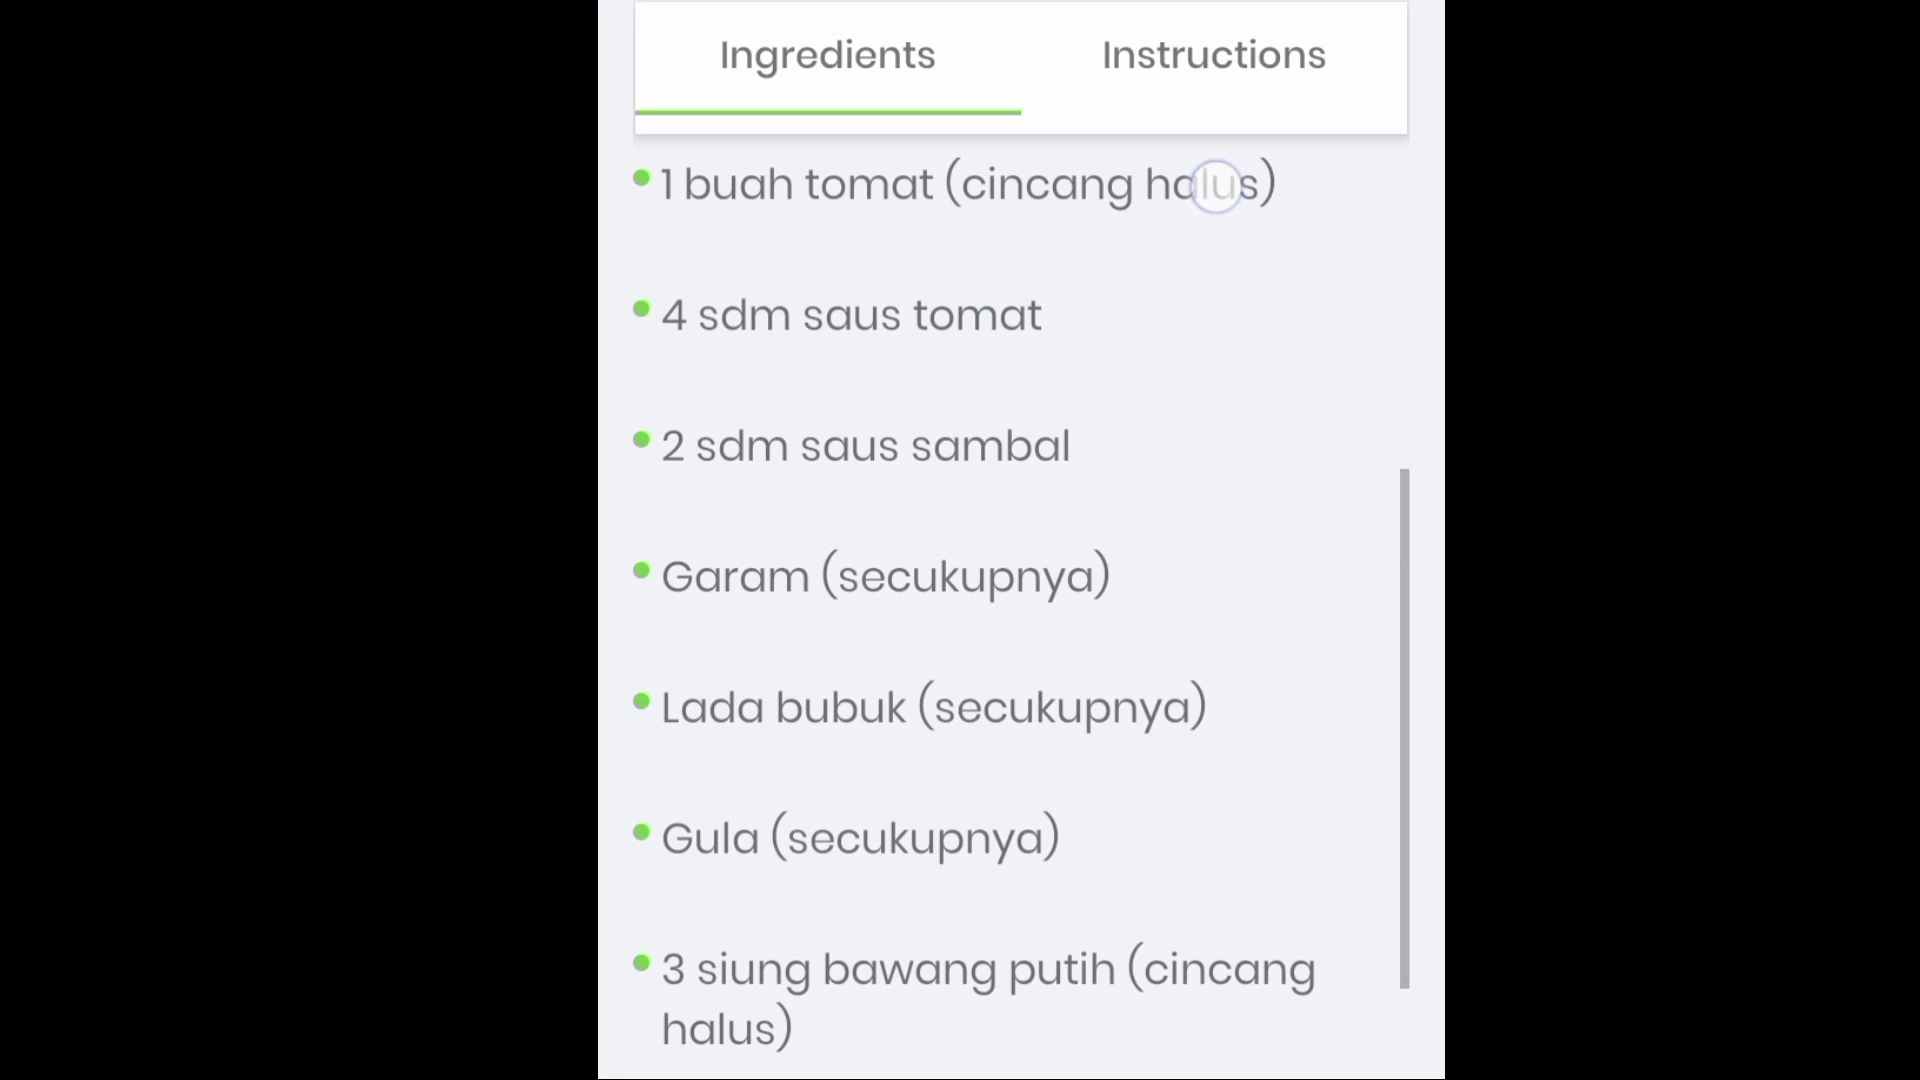 Ingredients Instructions
1 buah tomat (cincang halus)
4 sdm saus tomat
2 sdm saus sambal
Garam (secukupnya)
Lada bubuk (secukupnya)
Gula (secukupnya)
3 siung bawang putih (cincang
halus)